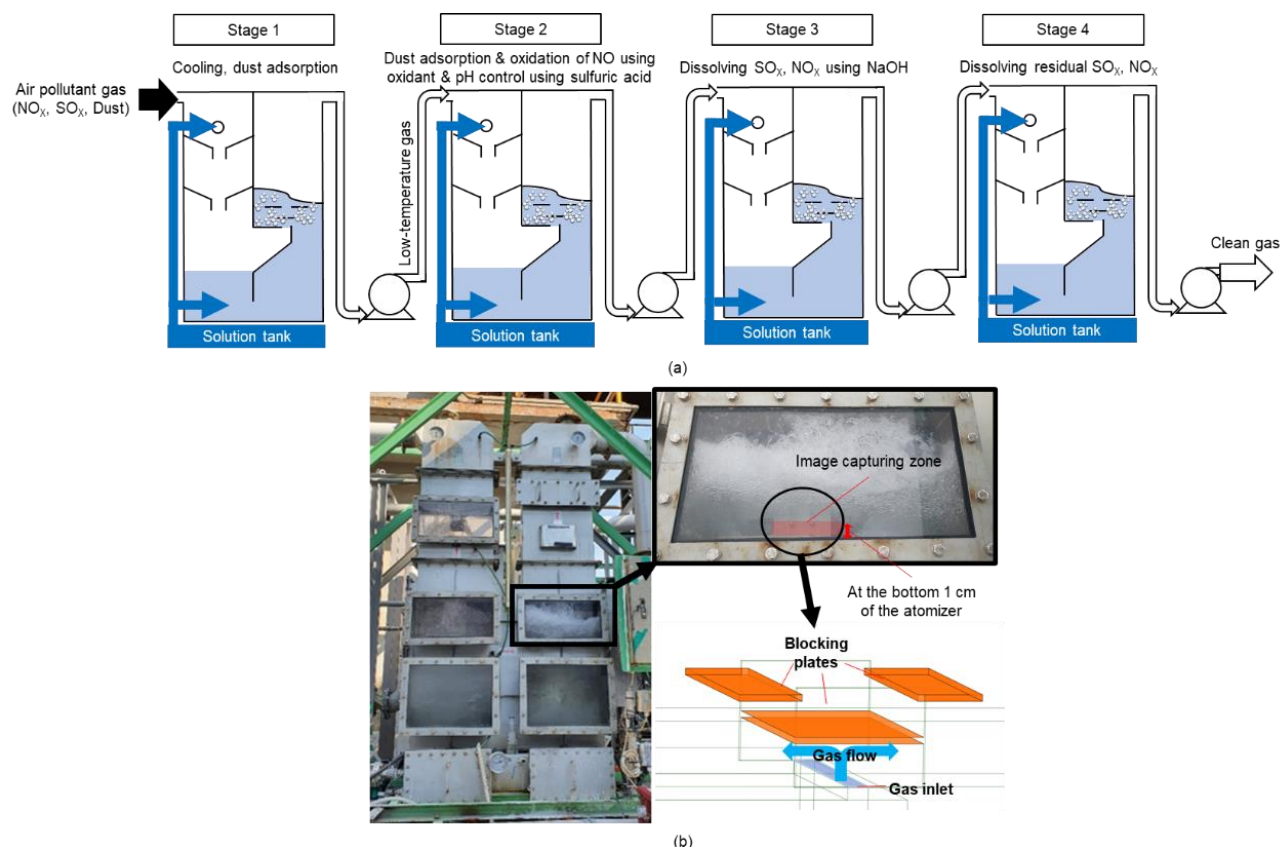 Stage 1
Stage 2
Stage 3
Stage 4
Cooling, dust adsorption
Dust adsorption & oxidation of NO using
oxidant & pH control using sulfuric acid
Dissolving SOX, NOX using NaOH
Dissolving residual SOX, NOX
Air pollutant gas
(NOX, SOX, Dust)
Low-temperature gas
Clean gas
Solution tank
Solution tank
Solution tank
Solution tank
(a)
Image capturing zone
At the bottom 1 cm
of the atomizer
Blocking
plates
Gas flow
Gas inlet
(b)